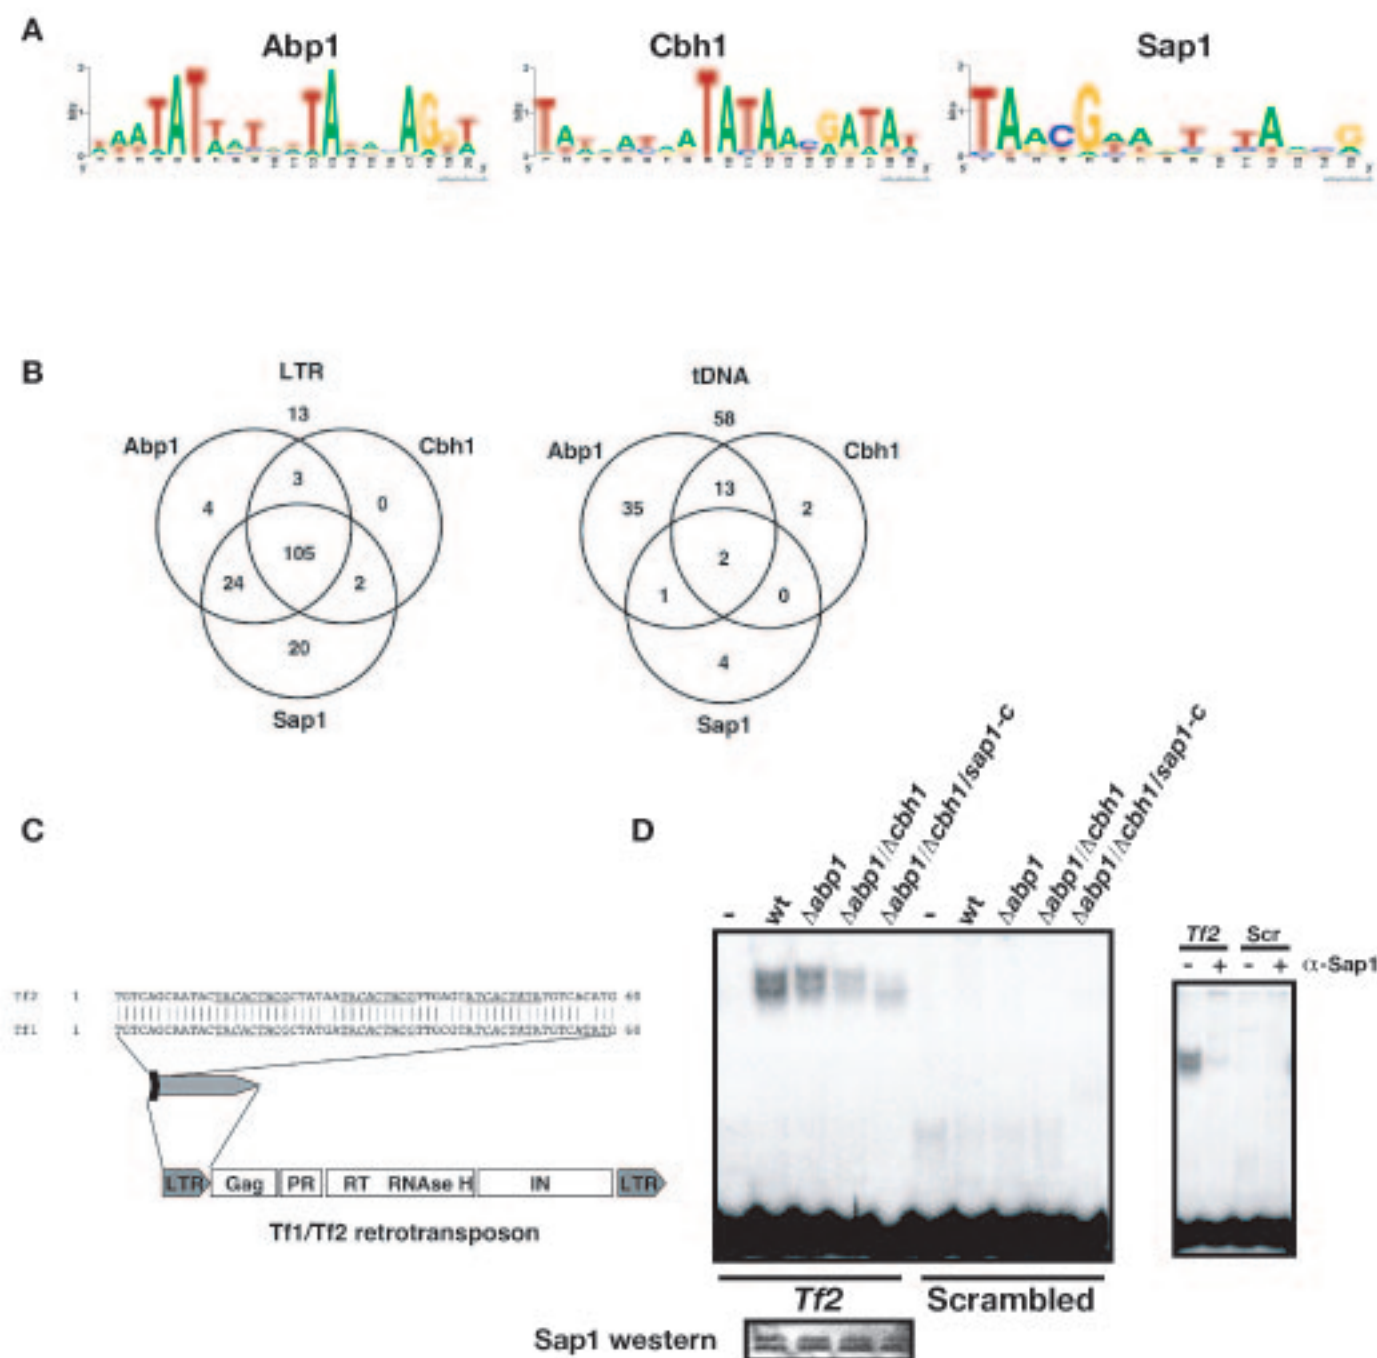 A
Abp1
Cbh1
Sap1
B
LTR
13
Abp1
Cbh1
3
4
0
105
24
2
20
Sap1
tDNA
58
Abp1
Cbh1
13
35
2
2
1
0
4
Sap1
C
Tf2 1
Tf1 1
LTR Gag PR RT RNAse H IN LTR
Tf1/Tf2 retrotransposon
D
- wt Δabp1 Δabp1/Δcbh1 Δabp1/Δcbh1/sap1-c - wt Δabp1 Δabp1/Δcbh1 Δabp1/Δcbh1/sap1-c
Tf2 Scrambled
Sap1 western
Tf2 Scr
- + - + α-Sap1